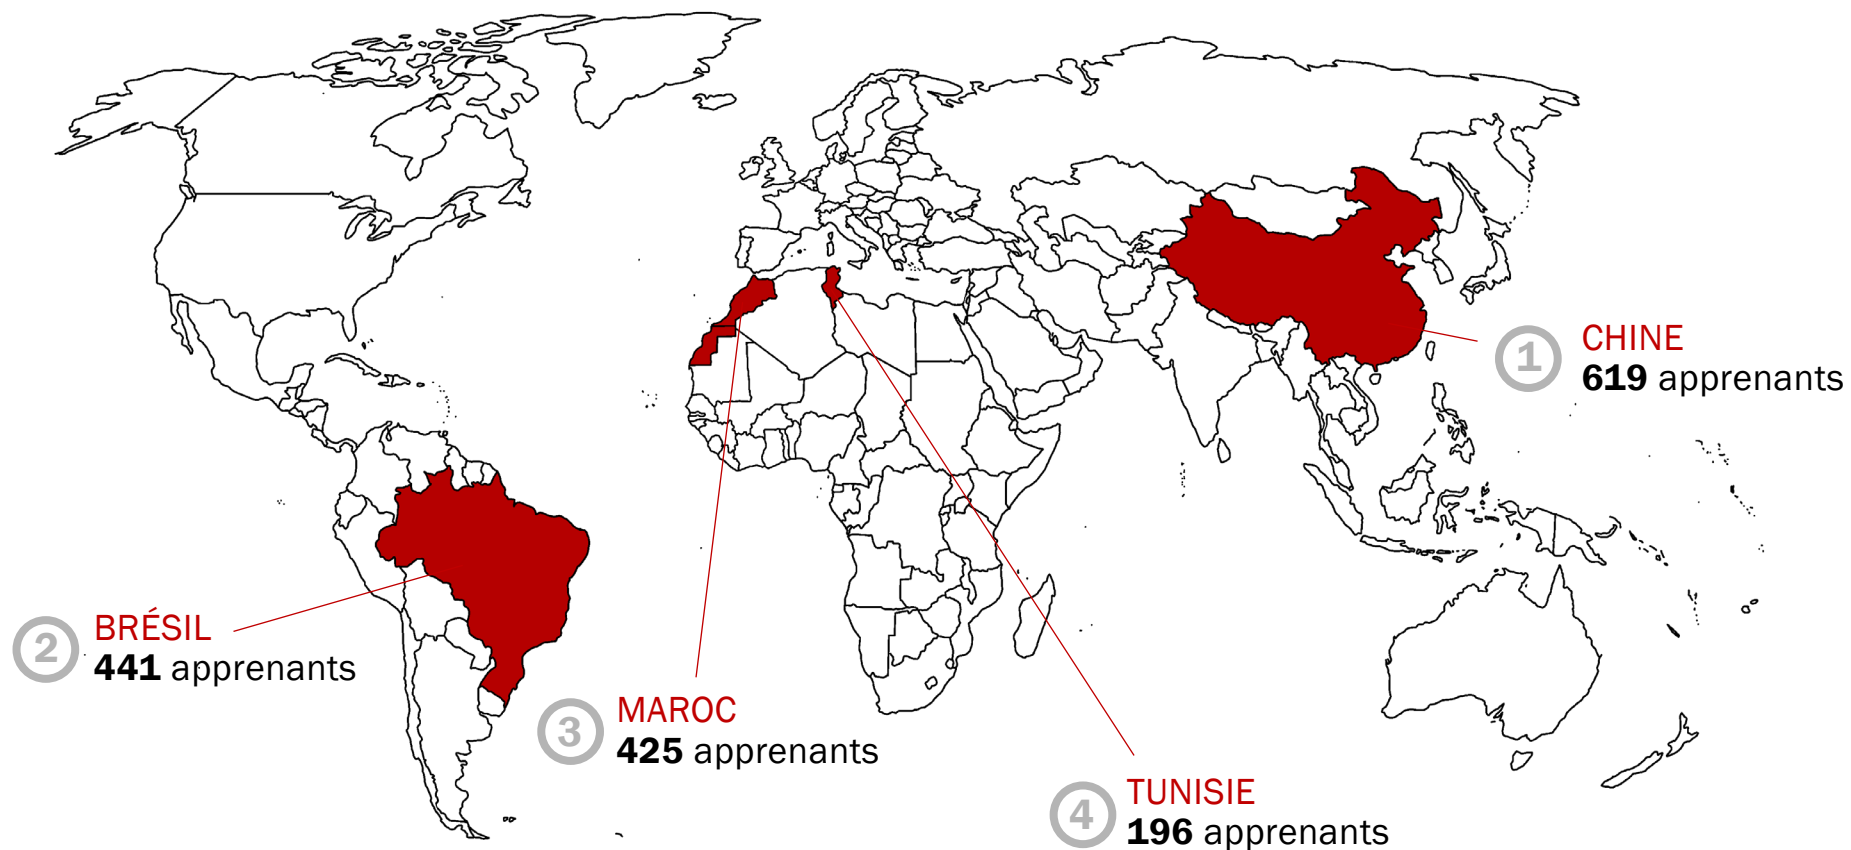 1
CHINE
619 apprenants
2
BRÉSIL
441 apprenants
3
MAROC
425 apprenants
4
TUNISIE
196 apprenants